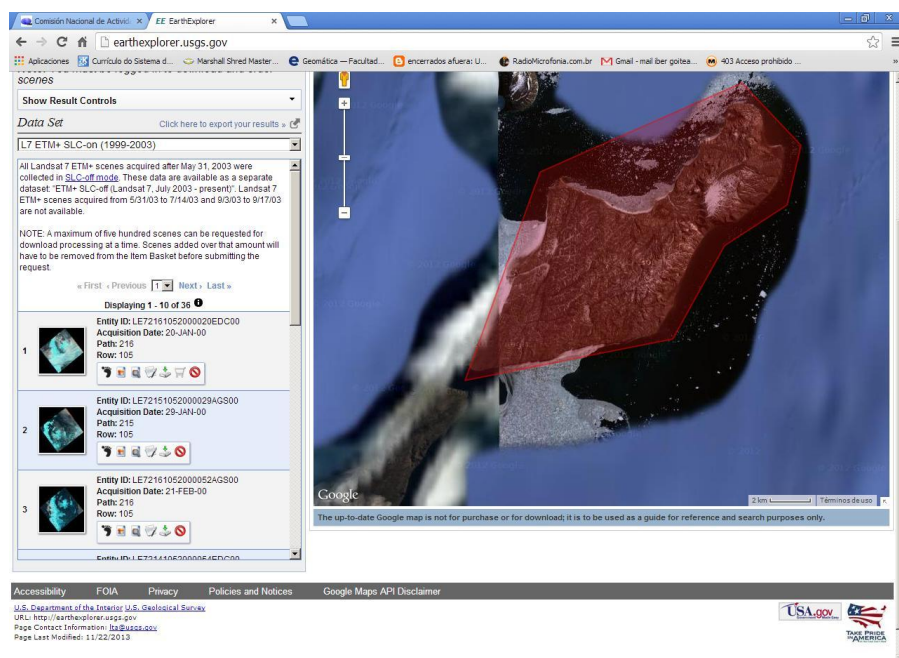 Comisión Nacional de Activid
EE EarthExplorer
earthexplorer.usgs.gov
Aplicaciones
Currículo do Sistema d...
Marshall Shred Master...
Geomática — Facultad...
encerrados afuera: U...
RadioMicrofonia.com.br
Gmail - mail iber goitea...
403 Acceso prohibido ...
»
scenes
Show Result Controls
Data Set
Click here to export your results »
L7 ETM+ SLC-on (1999-2003)
All Landsat 7 ETM+ scenes acquired after May 31, 2003 were
collected in SLC-off mode. These data are available as a separate
dataset: "ETM+ SLC-off (Landsat 7, July 2003 - present)". Landsat 7
ETM+ scenes acquired from 5/31/03 to 7/14/03 and 9/3/03 to 9/17/03
are not available.
NOTE: A maximum of five hundred scenes can be requested for
download processing at a time. Scenes added over that amount will
have to be removed from the Item Basket before submitting the
request.
« First ‹ Previous 1 Next › Last »
Displaying 1 - 10 of 36
1
Entity ID: LE72161052000020EDC00
Acquisition Date: 20-JAN-00
Path: 216
Row: 105
2
Entity ID: LE72151052000029AGS00
Acquisition Date: 29-JAN-00
Path: 215
Row: 105
3
Entity ID: LE72161052000052AGS00
Acquisition Date: 21-FEB-00
Path: 216
Row: 105
Entity ID: LE72141052000054EDC00
Google
2 km
Términos de uso
The up-to-date Google map is not for purchase or for download; it is to be used as a guide for reference and search purposes only.
Accessibility FOIA Privacy Policies and Notices Google Maps API Disclaimer
U.S. Department of the Interior U.S. Geological Survey
URL: http://earthexplorer.usgs.gov
Page Contact Information: lta@usgs.gov
Page Last Modified: 11/22/2013
USA.gov
TAKE PRIDE
IN AMERICA